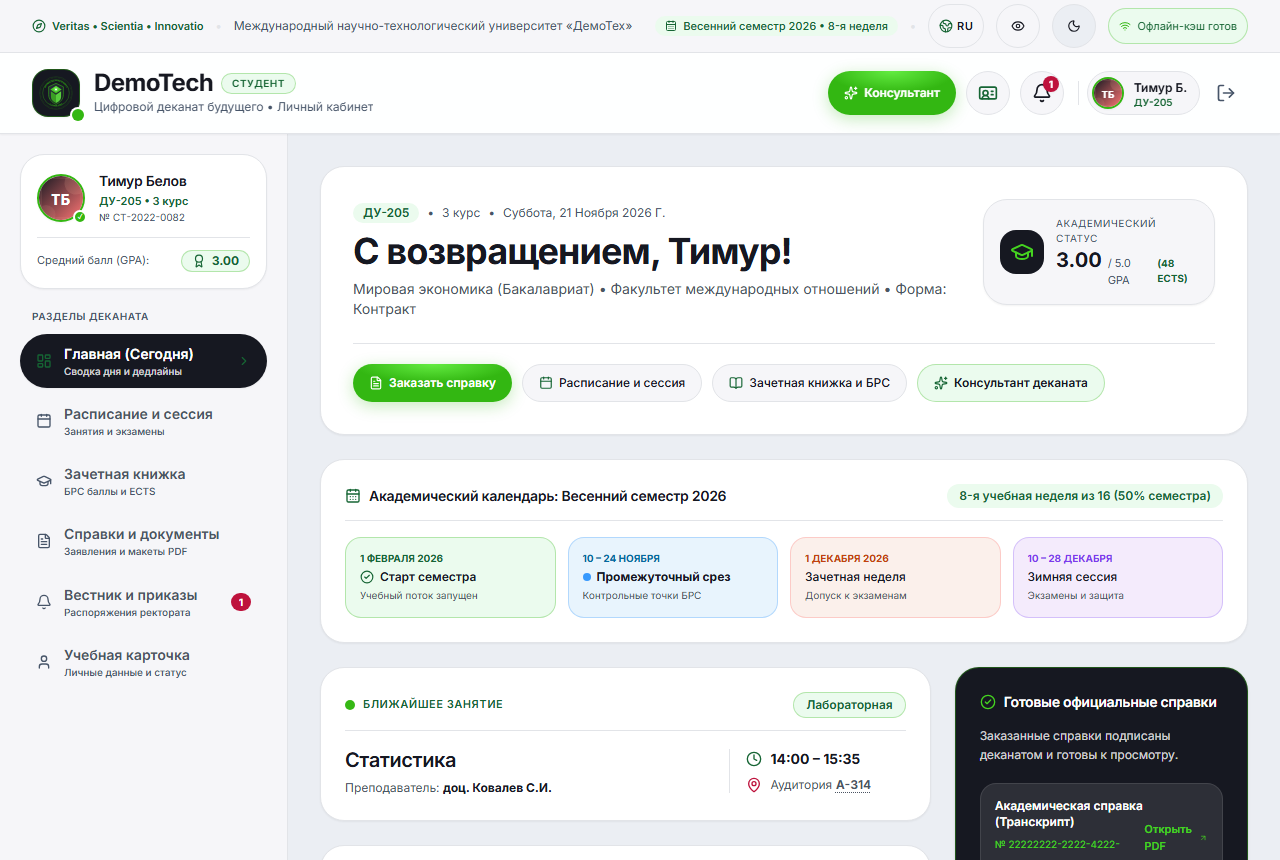 Veritas • Scientia • Innovatio • Международный научно-технологический университет «ДемоТех»
Весенний семестр 2026 • 8-я неделя
RU
Офлайн-кэш готов
DemoTech
СТУДЕНТ
Цифровой деканат будущего • Личный кабинет
Консультант
1
ТБ
Тимур Б.
ДУ-205
ТБ
Тимур Белов
ДУ-205 • 3 курс
№ СТ-2022-0082
Средний балл (GPA):
3.00
РАЗДЕЛЫ ДЕКАНАТА
Главная (Сегодня)
Сводка дня и дедлайны
Расписание и сессия
Занятия и экзамены
Зачетная книжка
БРС баллы и ECTS
Справки и документы
Заявления и макеты PDF
Вестник и приказы
Распоряжения ректората
1
Учебная карточка
Личные данные и статус
ДУ-205 • 3 курс • Суббота, 21 Ноября 2026 Г.
С возвращением, Тимур!
Мировая экономика (Бакалавриат) • Факультет международных отношений • Форма:
Контракт
АКАДЕМИЧЕСКИЙ
СТАТУС
3.00 / 5.0
GPA
(48
ECTS)
Заказать справку
Расписание и сессия
Зачетная книжка и БРС
Консультант деканата
Академический календарь: Весенний семестр 2026
8-я учебная неделя из 16 (50% семестра)
1 ФЕВРАЛЯ 2026
Старт семестра
Учебный поток запущен
10 – 24 НОЯБРЯ
Промежуточный срез
Контрольные точки БРС
1 ДЕКАБРЯ 2026
Зачетная неделя
Допуск к экзаменам
10 – 28 ДЕКАБРЯ
Зимняя сессия
Экзамены и защита
БЛИЖАЙШЕЕ ЗАНЯТИЕ
Лабораторная
Статистика
Преподаватель: доц. Ковалев С.И.
14:00 – 15:35
Аудитория А-314
Готовые официальные справки
Заказанные справки подписаны
деканатом и готовы к просмотру.
Академическая справка
(Транскрипт)
№ 22222222-2222-4222-
Открыть
PDF